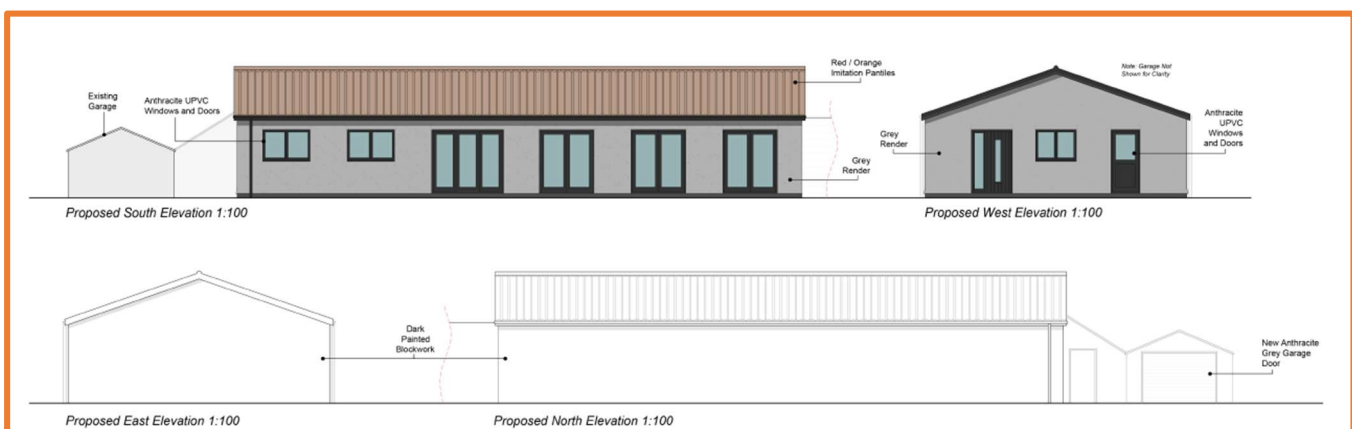 Red / Orange
Imitation Pantiles
Note: Garage Not
Shown for Clarity
Existing
Garage
Anthracite UPVC
Windows and Doors
Anthracite
UPVC
Windows
and Doors
Grey
Render
Grey
Render
Proposed South Elevation 1:100
Proposed West Elevation 1:100
Dark
Painted
Blockwork
New Anthracite
Grey Garage
Door
Proposed East Elevation 1:100
Proposed North Elevation 1:100